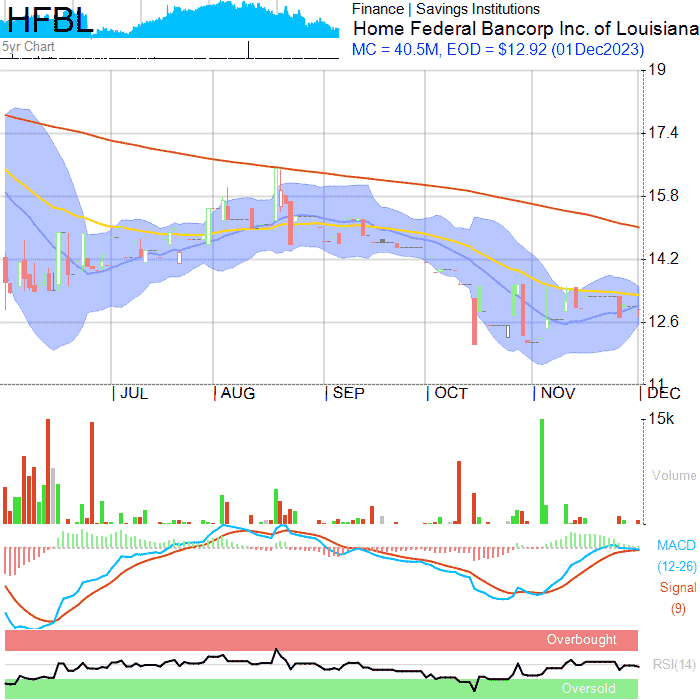 HFBL
Finance | Savings Institutions
Home Federal Bancorp Inc. of Louisiana
5yr Chart
MC = 40.5M, EOD = $12.92 (01Dec2023)
19
17.4
15.8
14.2
12.6
11
JUL
AUG
SEP
OCT
NOV
DEC
15k
Volume
MACD
(12-26)
Signal
(9)
Overbought
RSI(14)
Oversold